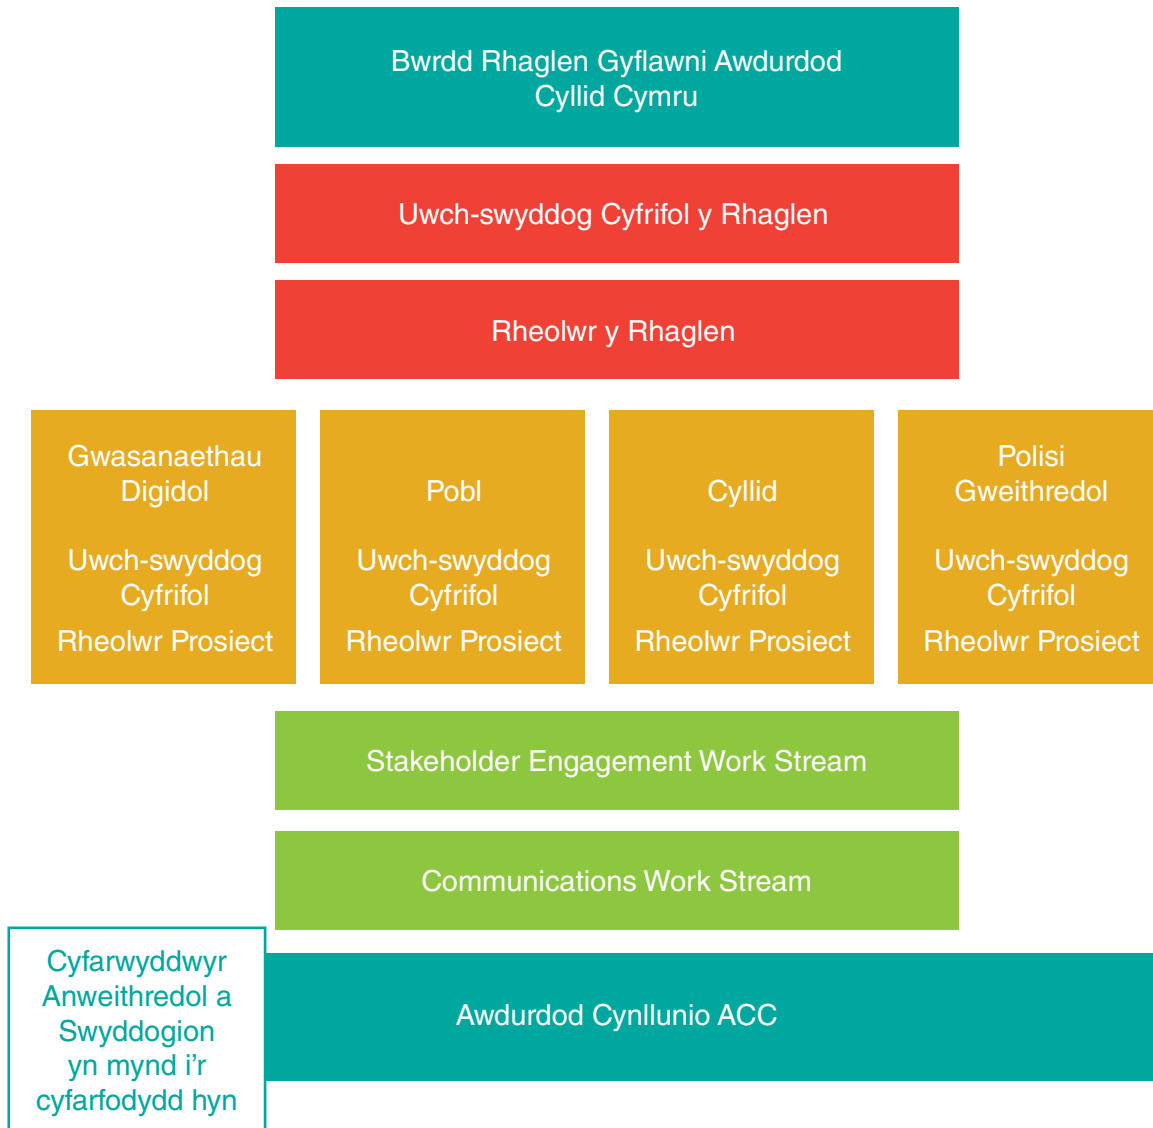 Bwrdd Rhaglen Gyflawni Awdurdod
Cyllid Cymru
Uwch-swyddog Cyfrifol y Rhaglen
Rheolwr y Rhaglen
Gwasanaethau
Digidol
Uwch-swyddog
Cyfrifol
Rheolwr Prosiect
Pobl
Uwch-swyddog
Cyfrifol
Rheolwr Prosiect
Cyllid
Uwch-swyddog
Cyfrifol
Rheolwr Prosiect
Polisi
Gweithredol
Uwch-swyddog
Cyfrifol
Rheolwr Prosiect
Stakeholder Engagement Work Stream
Communications Work Stream
Cyfarwyddwyr
Anweithredol a
Swyddogion
yn mynd i’r
cyfarfodydd hyn
Awdurdod Cynllunio ACC